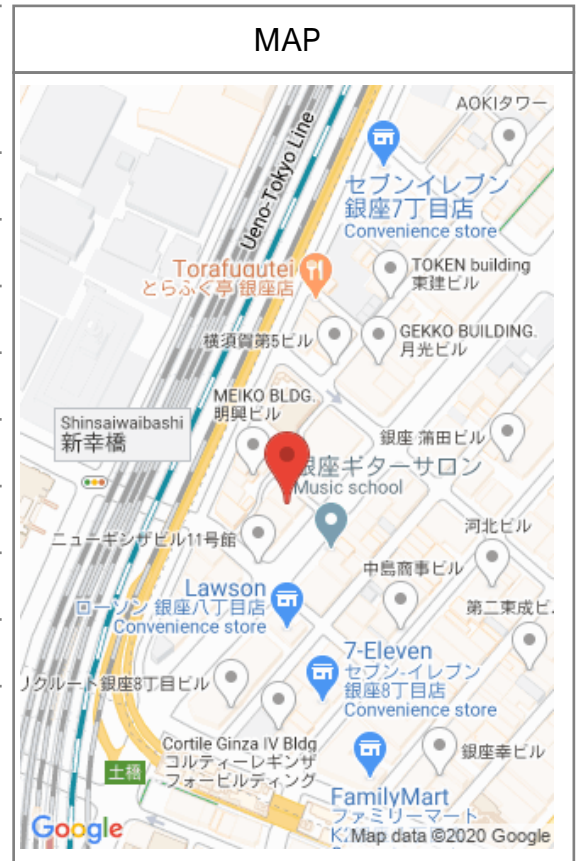 MAP
AOKIタワー
Ueno-Tokyo Line
セブンイレブン
銀座7丁目店
Convenience store
Torafugutei
とらふぐ亭 銀座店
TOKEN building
東建ビル
横須賀第5ビル
GEKKO BUILDING.
月光ビル
MEIKO BLDG.
明興ビル
Shinsaiwaibashi
新幸橋
銀座 蒲田ビル
座ギターサロン
Music school
ニューギンザビル11号館
河北ビル
中島商事ビル
Lawson
ローソン 銀座八丁目店
Convenience store
第二東成ビ
7-Eleven
セブン-イレブン
銀座8丁目店
Convenience store
リクルート銀座8丁目ビル
Cortile Ginza IV Bldg
コルティーレギンザ
フォービルディング
銀座幸ビル
土橋
FamilyMart
ファミリーマート
Google
Map data ©2020 Google